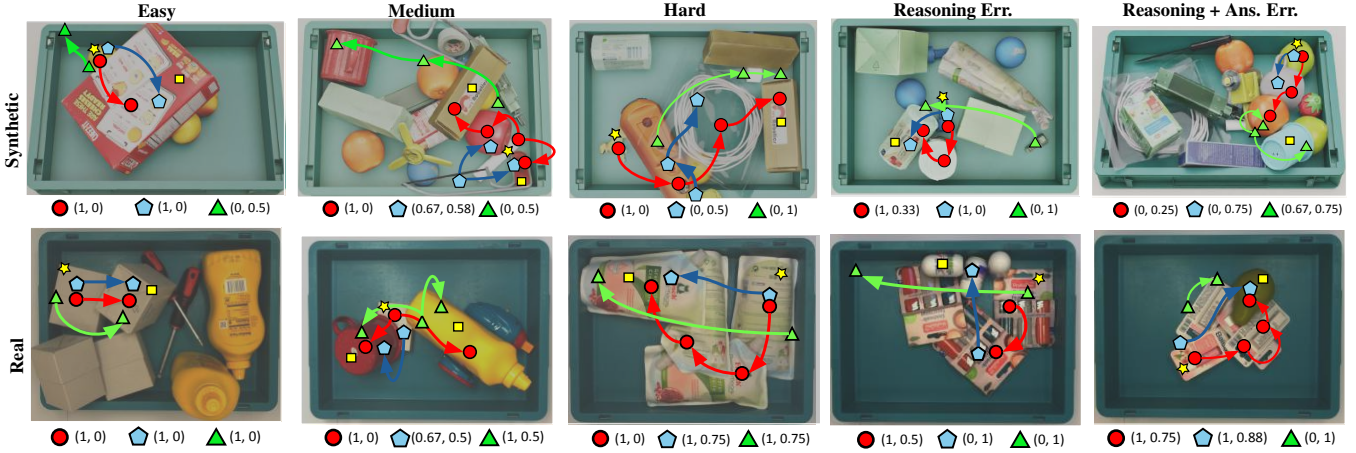 Easy Medium Hard Reasoning Err. Reasoning + Ans. Err.
Synthetic
(1, 0) (1, 0) (0, 0.5) (1, 0) (0.67, 0.58) (0, 0.5) (1, 0) (0, 0.5) (0, 1) (1, 0.33) (1, 0) (0, 1) (0, 0.25) (0, 0.75) (0.67, 0.75)
Real
(1, 0) (1, 0) (1, 0) (1, 0) (0.67, 0.5) (1, 0.5) (1, 0) (1, 0.75) (1, 0.75) (1, 0.5) (0, 1) (0, 1) (1, 0.75) (1, 0.88) (0, 1)